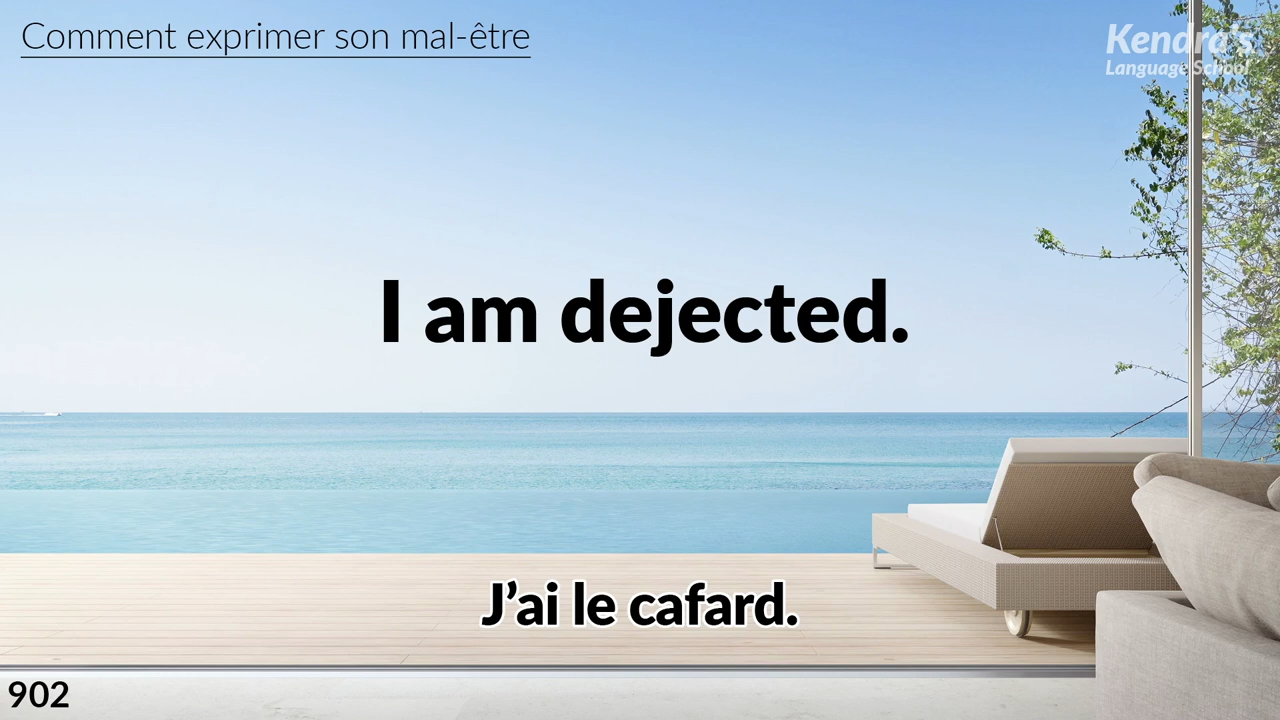 Comment exprimer son mal-être
Kendra's
Language School
I am dejected.
J’ai le cafard.
902